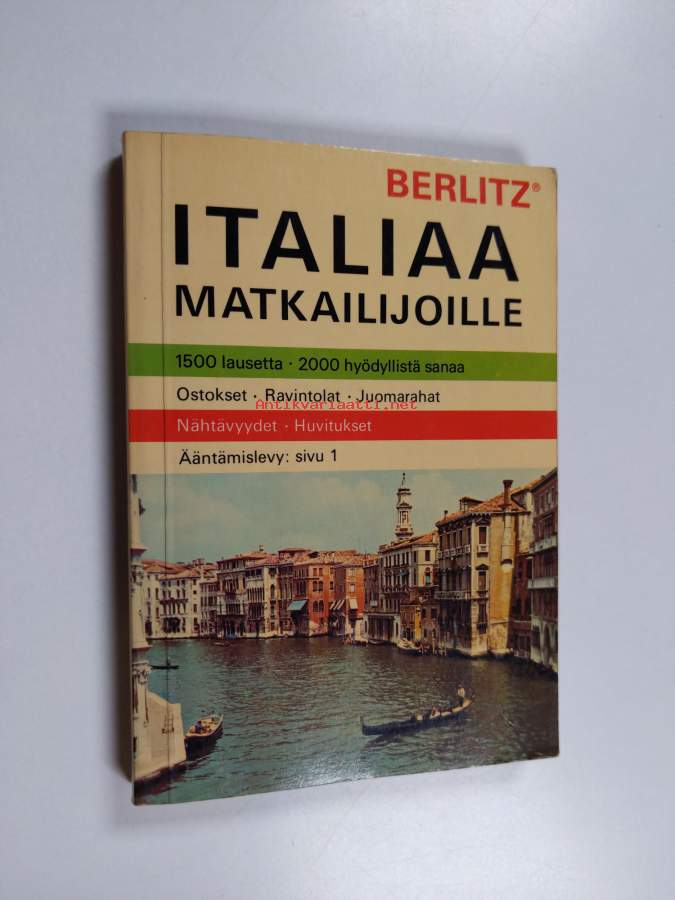 BERLITZ®
ITALIAA
MATKAILIJOILLE
1500 lausetta · 2000 hyödyllistä sanaa
Ostokset · Ravintolat · Juomarahat
Antikvariaatti.net
Nähtävyydet · Huvitukset
Ääntämislevy: sivu 1